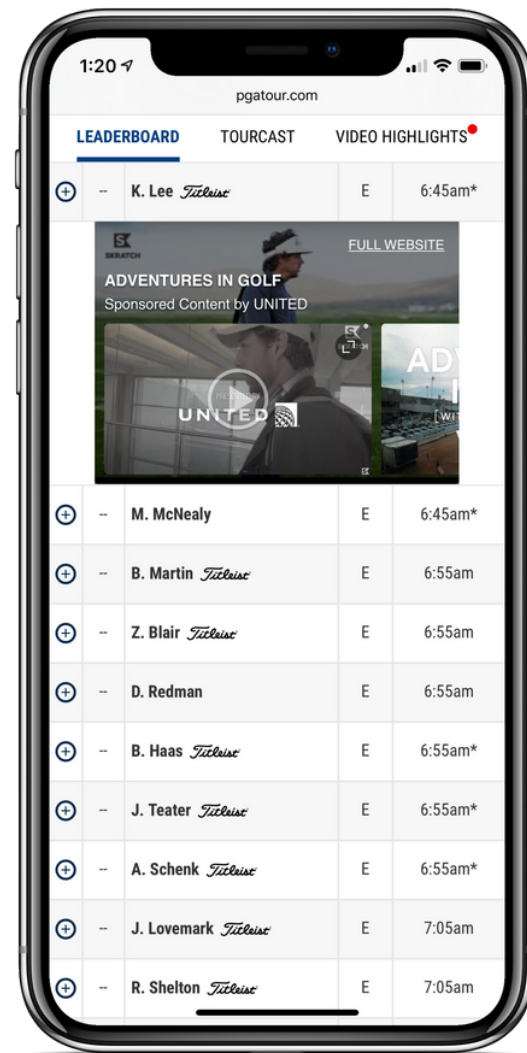 1:20
pgatour.com
LEADERBOARD TOURCAST VIDEO HIGHLIGHTS
-- K. Lee Titleist E 6:45am*
SKRATCH
FULL WEBSITE
ADVENTURES IN GOLF
Sponsored Content by UNITED
UNITED
AD
-- M. McNealy E 6:45am*
-- B. Martin Titleist E 6:55am
-- Z. Blair Titleist E 6:55am
-- D. Redman E 6:55am
-- B. Haas Titleist E 6:55am*
-- J. Teater Titleist E 6:55am*
-- A. Schenk Titleist E 6:55am*
-- J. Lovemark Titleist E 7:05am
-- R. Shelton Titleist E 7:05am